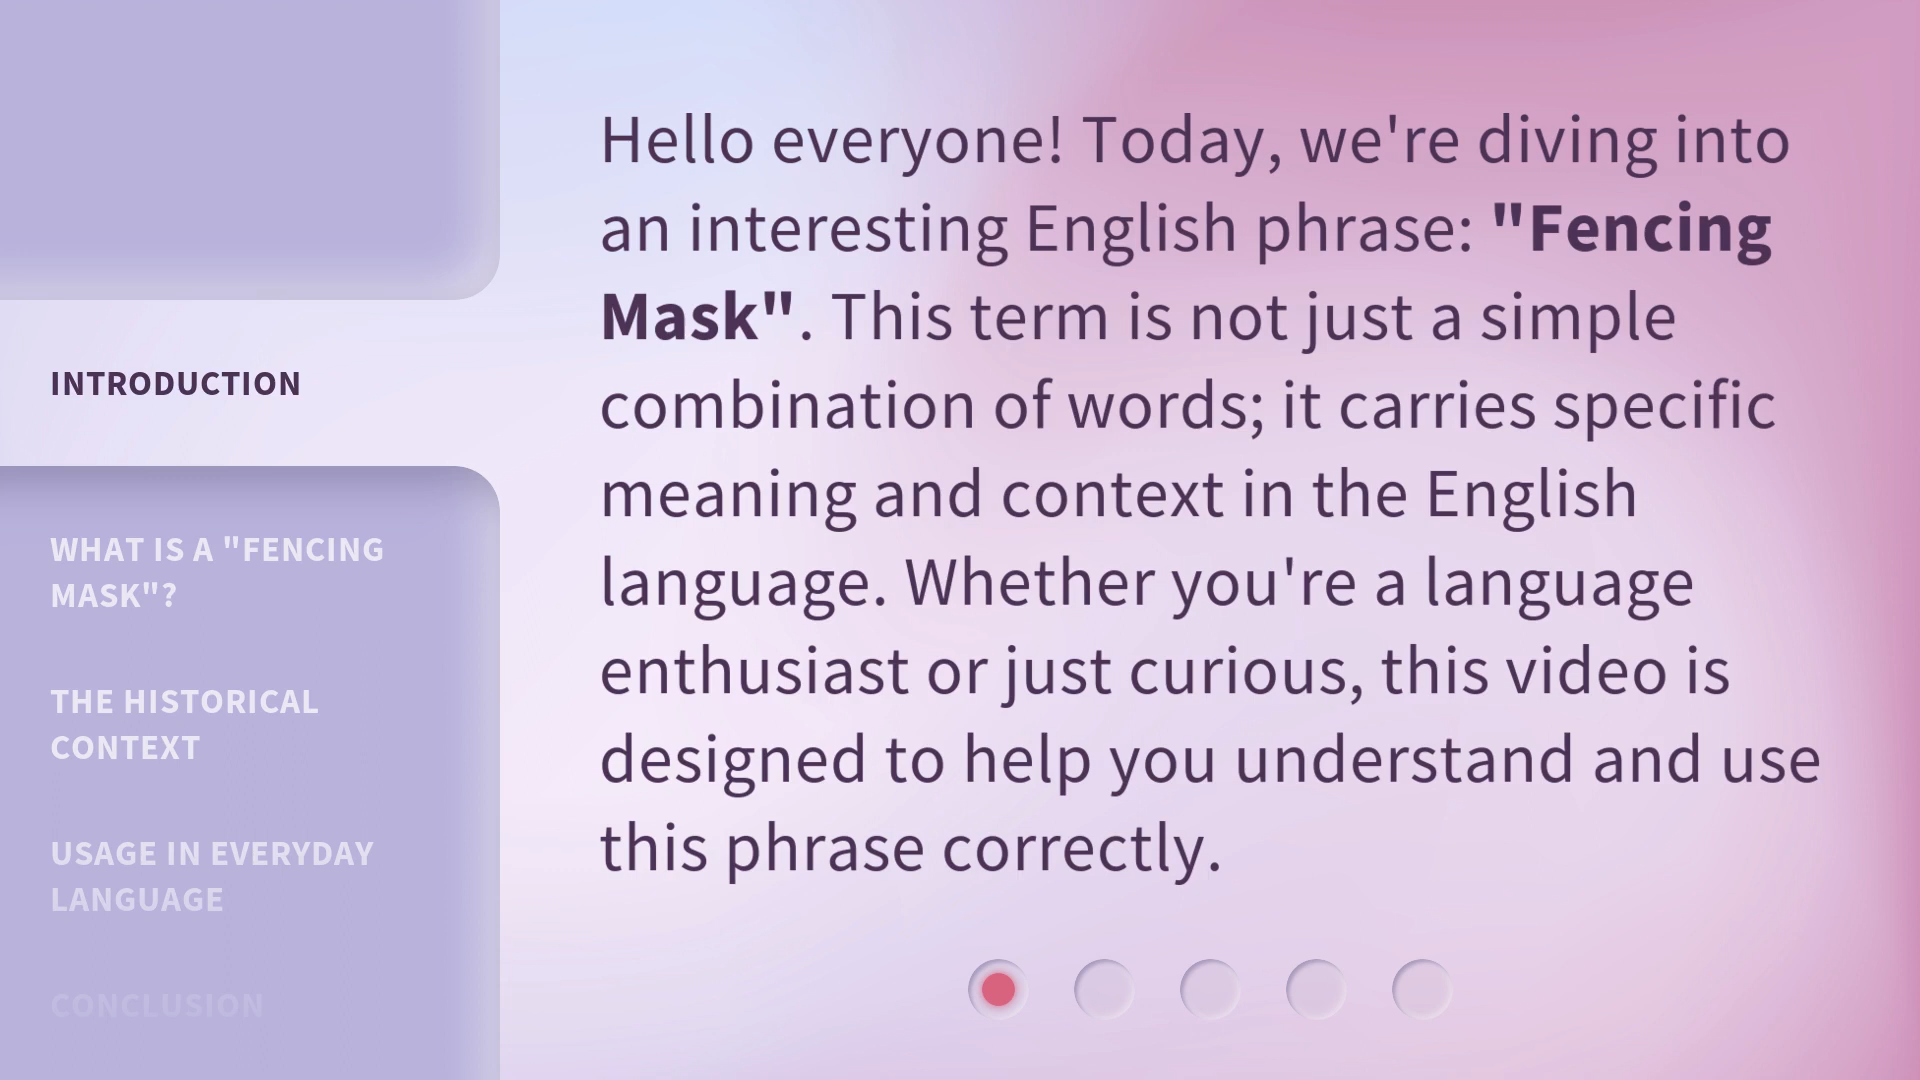 INTRODUCTION
WHAT IS A "FENCING
MASK"?
THE HISTORICAL
CONTEXT
USAGE IN EVERYDAY
LANGUAGE
CONCLUSION
Hello everyone! Today, we're diving into
an interesting English phrase: "Fencing
Mask". This term is not just a simple
combination of words; it carries specific
meaning and context in the English
language. Whether you're a language
enthusiast or just curious, this video is
designed to help you understand and use
this phrase correctly.